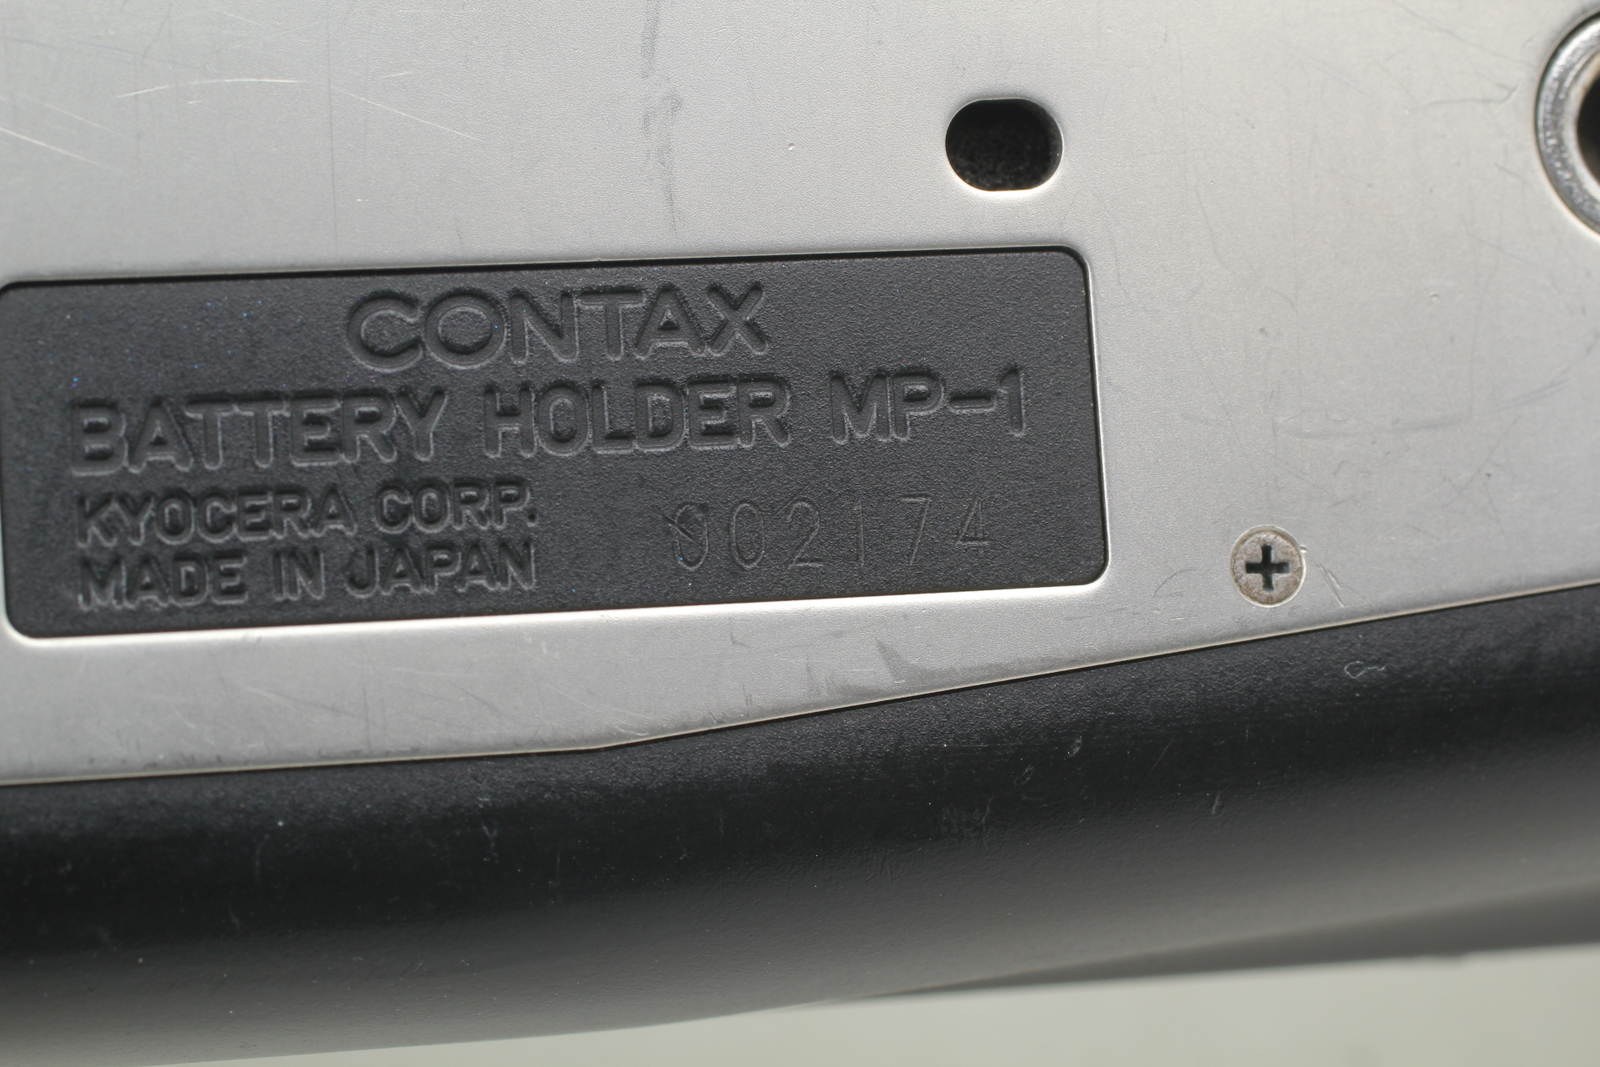 CONTAX
BATTERY HOLDER MP-1
KYOCERA CORP. 002174
MADE IN JAPAN